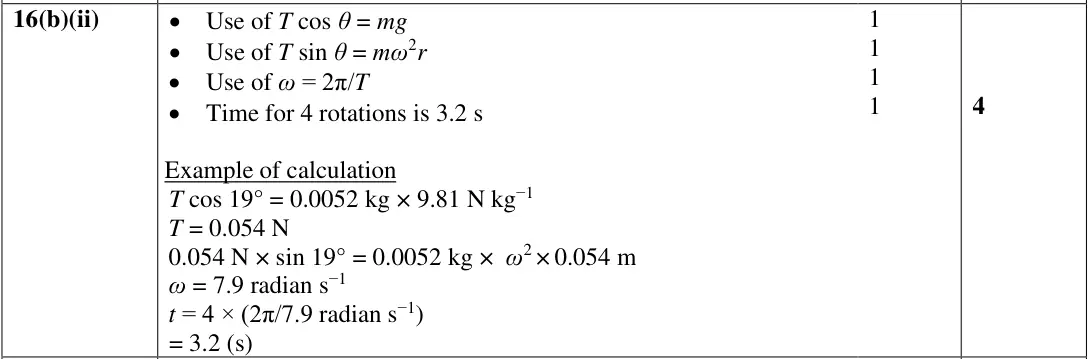 16(b)(ii)
• Use of T cos θ = mg 1
• Use of T sin θ = mω²r 1
• Use of ω = 2π/T 1
• Time for 4 rotations is 3.2 s 1 4
Example of calculation
T cos 19° = 0.0052 kg × 9.81 N kg⁻¹
T = 0.054 N
0.054 N × sin 19° = 0.0052 kg × ω² × 0.054 m
ω = 7.9 radian s⁻¹
t = 4 × (2π/7.9 radian s⁻¹)
= 3.2 (s)